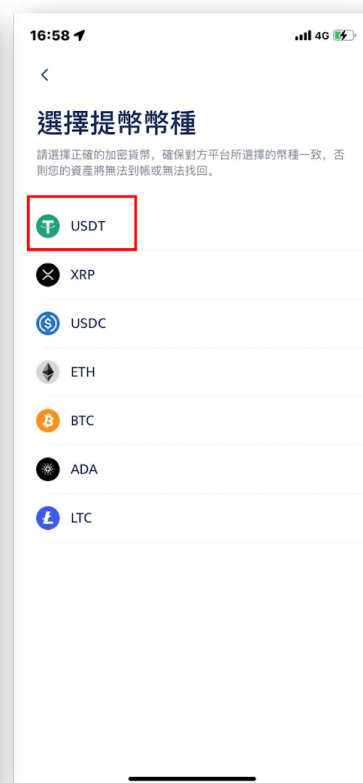 16:58
4G
選擇提幣幣種
請選擇正確的加密貨幣，確保對方平台所選擇的幣種一致，否
則您的資產將無法到帳或無法找回。
USDT
XRP
USDC
ETH
BTC
ADA
LTC